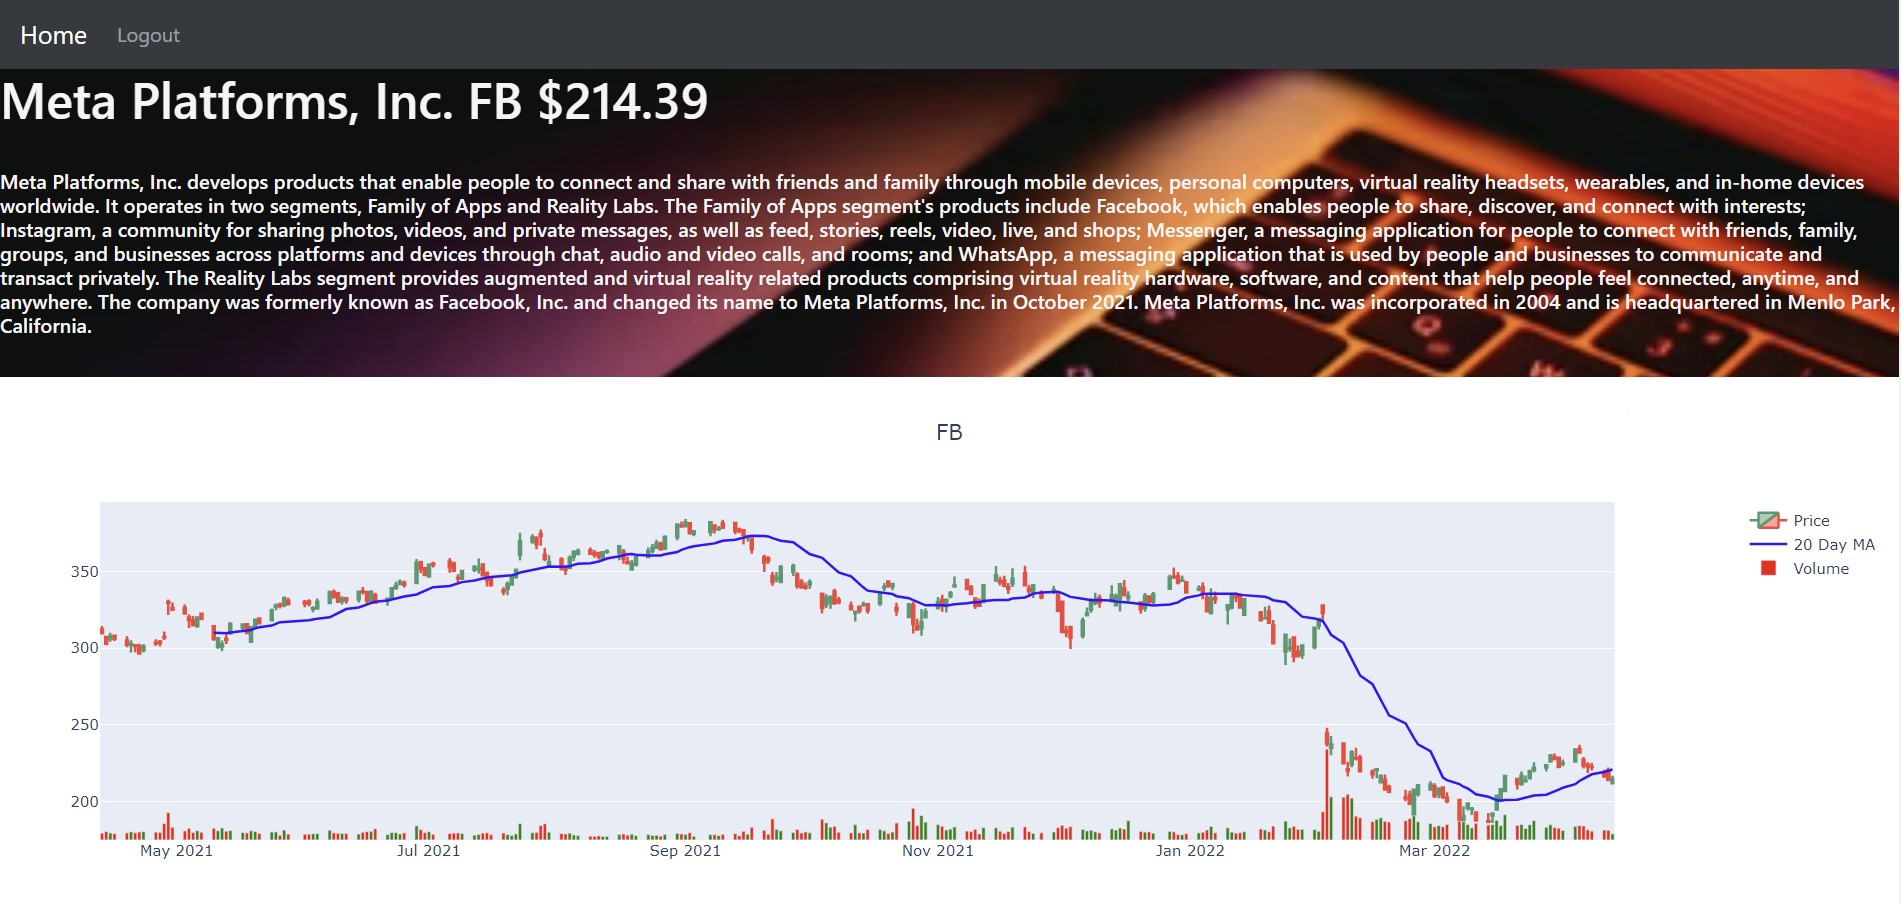 Home Logout
Meta Platforms, Inc. FB $214.39
Meta Platforms, Inc. develops products that enable people to connect and share with friends and family through mobile devices, personal computers, virtual reality headsets, wearables, and in-home devices
worldwide. It operates in two segments, Family of Apps and Reality Labs. The Family of Apps segment's products include Facebook, which enables people to share, discover, and connect with interests;
Instagram, a community for sharing photos, videos, and private messages, as well as feed, stories, reels, video, live, and shops; Messenger, a messaging application for people to connect with friends, family,
groups, and businesses across platforms and devices through chat, audio and video calls, and rooms; and WhatsApp, a messaging application that is used by people and businesses to communicate and
transact privately. The Reality Labs segment provides augmented and virtual reality related products comprising virtual reality hardware, software, and content that help people feel connected, anytime, and
anywhere. The company was formerly known as Facebook, Inc. and changed its name to Meta Platforms, Inc. in October 2021. Meta Platforms, Inc. was incorporated in 2004 and is headquartered in Menlo Park,
California.
FB
Price
20 Day MA
Volume
350
300
250
200
May 2021 Jul 2021 Sep 2021 Nov 2021 Jan 2022 Mar 2022